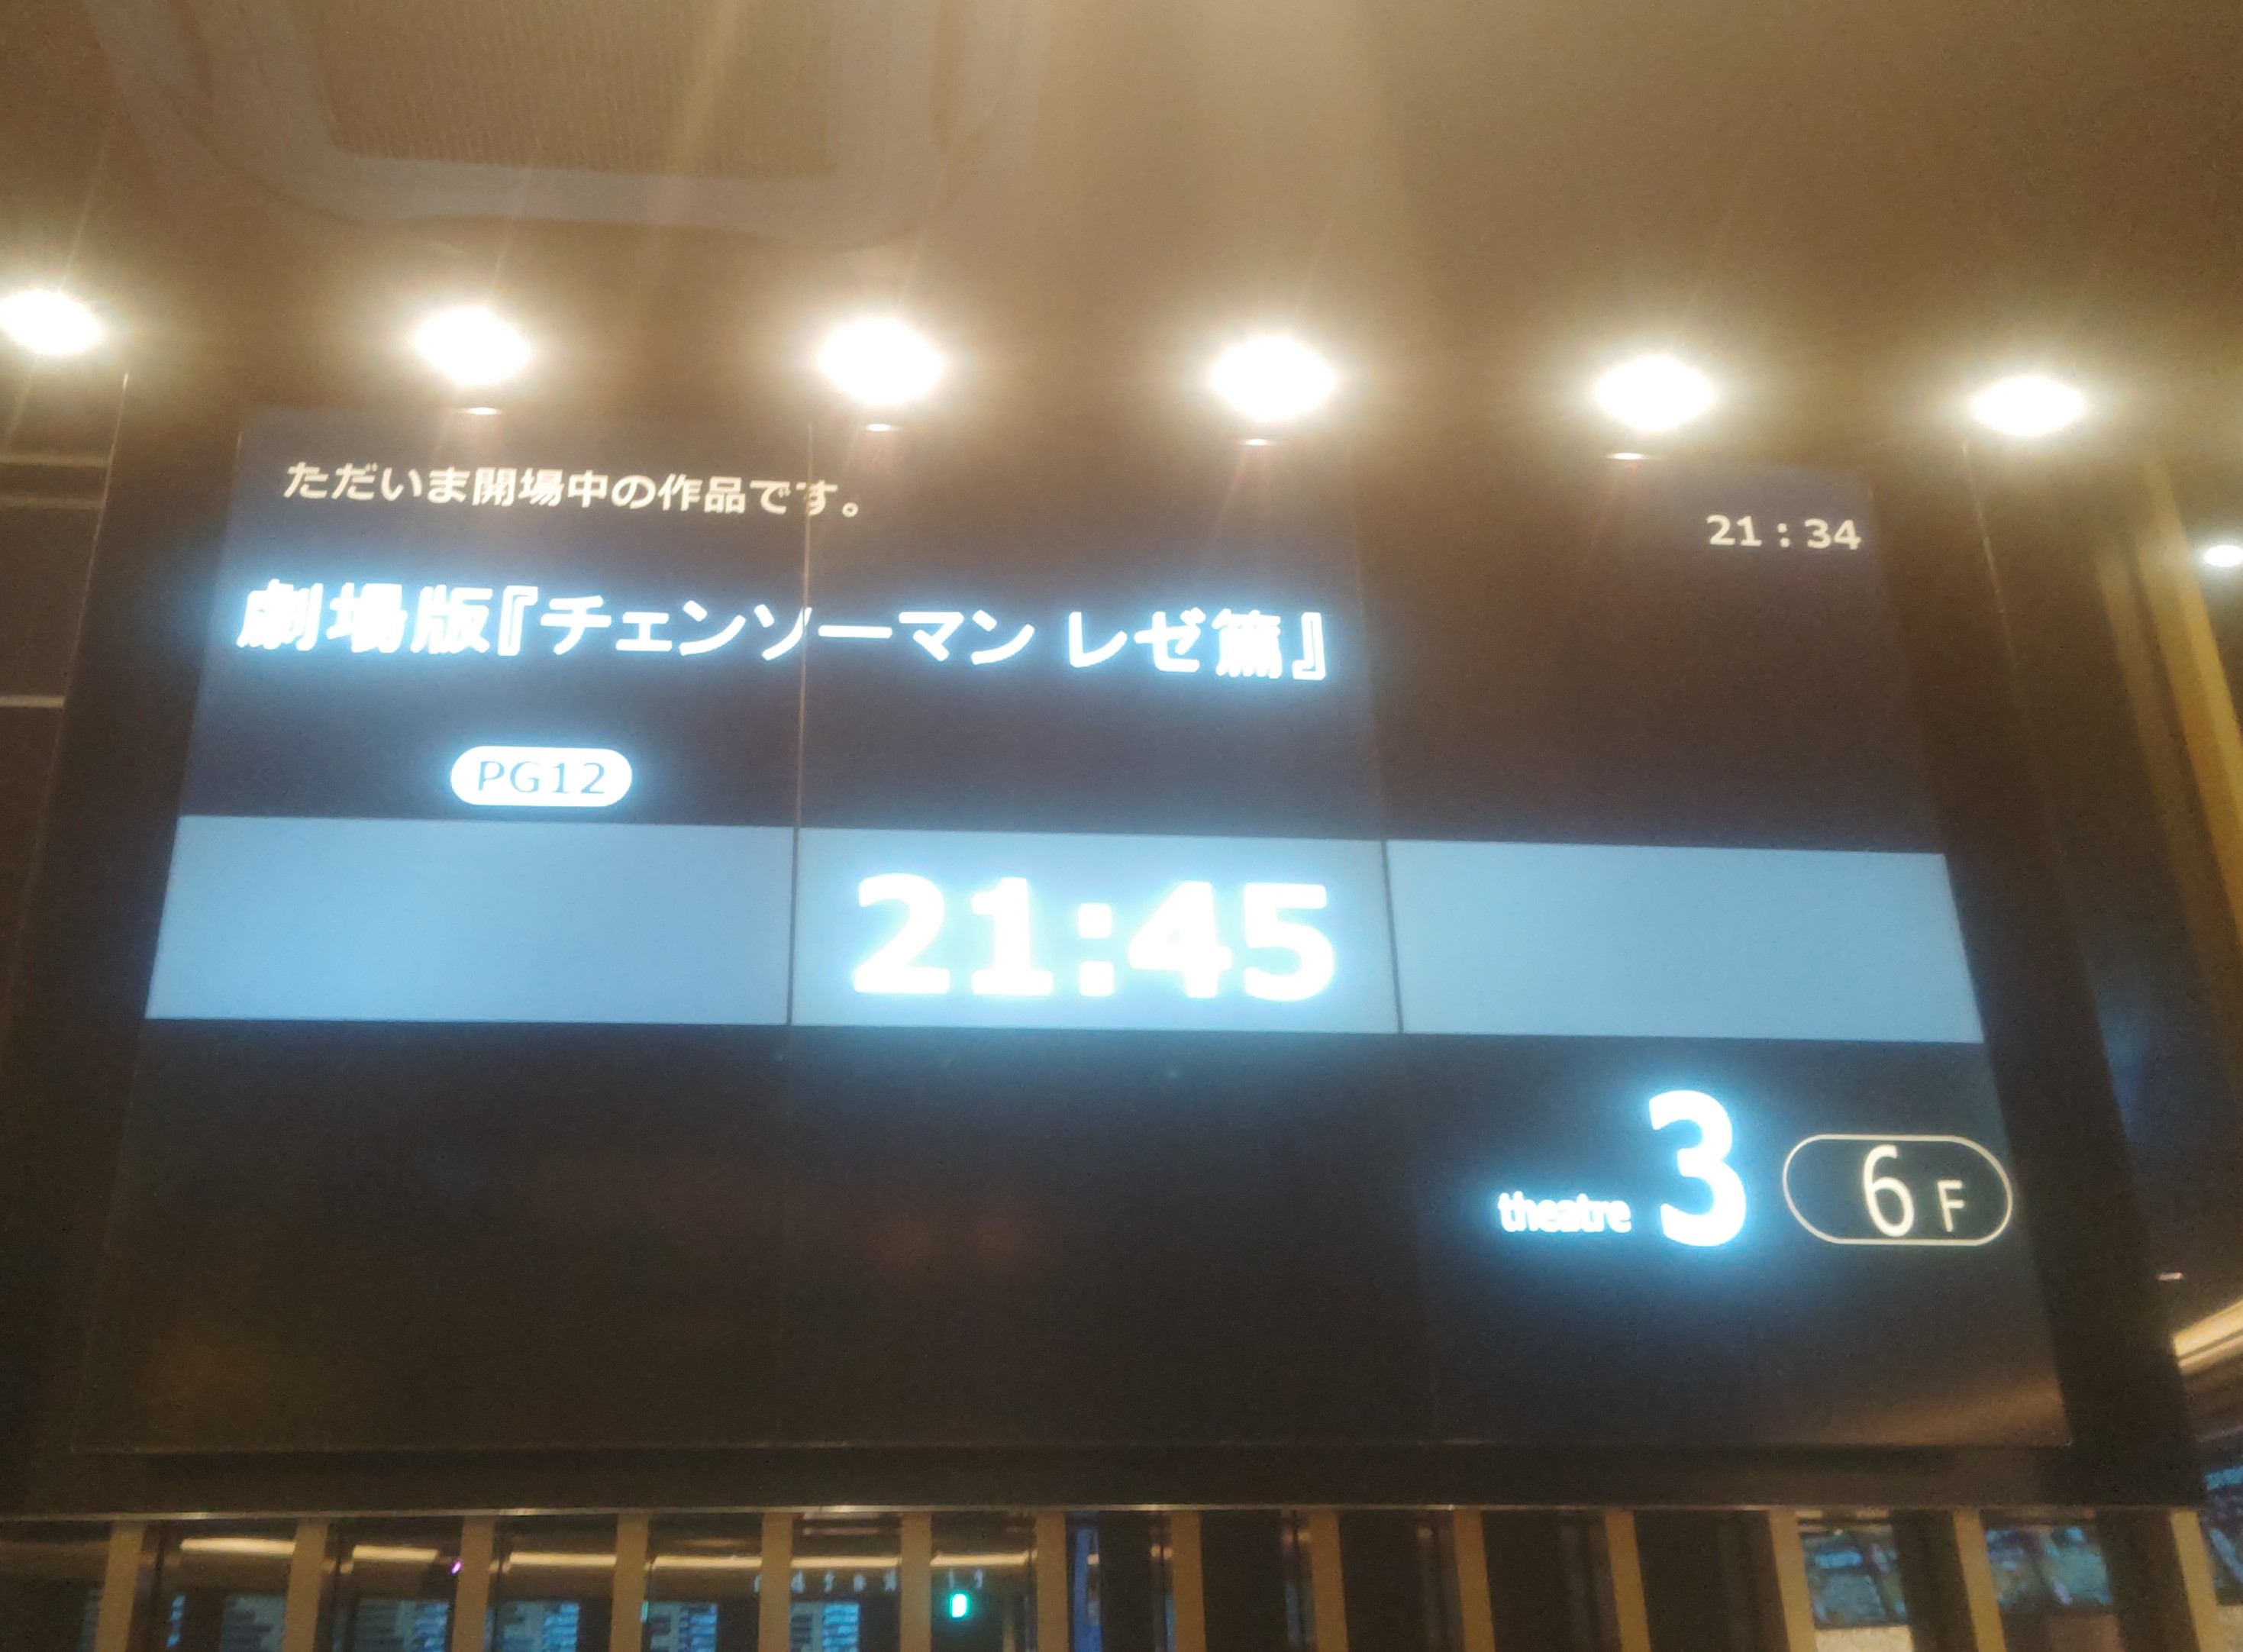 ただいま開場中の作品です。
21:34
劇場版『チェンソーマン レゼ篇』
PG12
21:45
theatre 3 6F